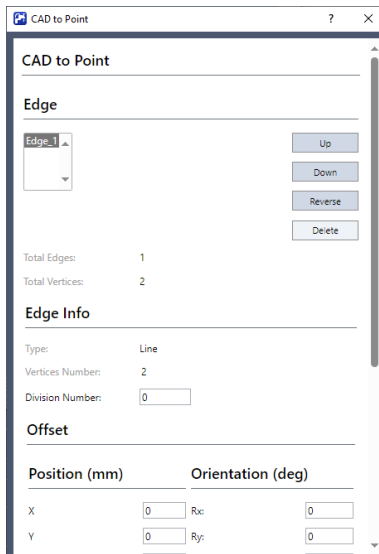 CAD to Point
?
CAD to Point
Edge
Edge_1
Up
Down
Reverse
Delete
Total Edges: 1
Total Vertices: 2
Edge Info
Type: Line
Vertices Number: 2
Division Number: 0
Offset
Position (mm) Orientation (deg)
X 0 Rx: 0
Y 0 Ry: 0